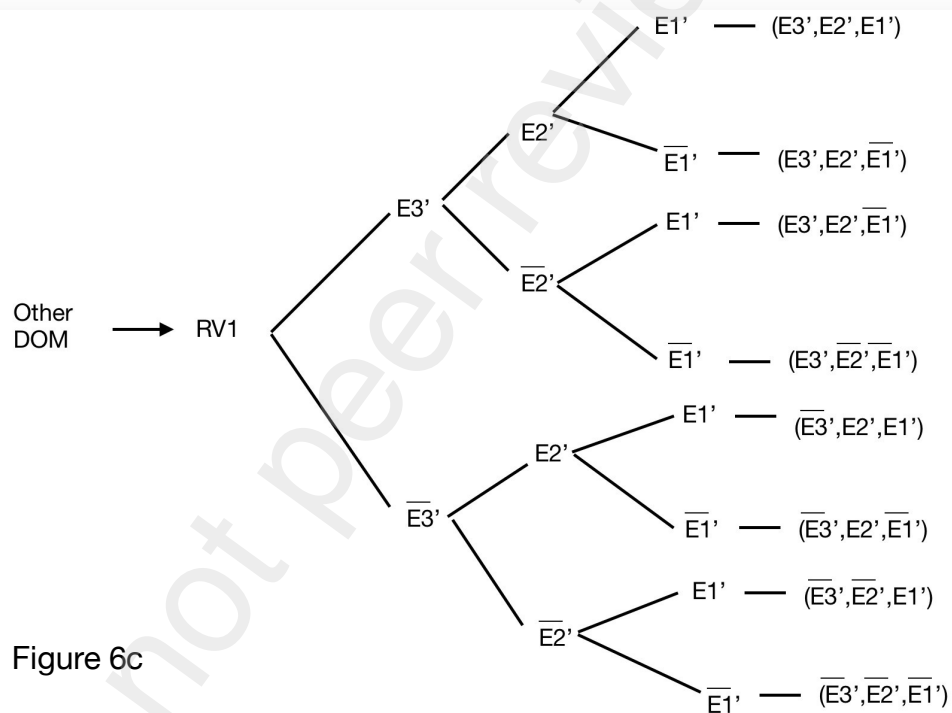 E1' — (E3',E2',E1')
E2'
E̅1̅' — (E3',E2',E̅1̅')
E3'
E1' — (E3',E2',E̅1̅')
E̅2̅'
Other
DOM
RV1
E̅1̅' — (E3',E̅2̅',E̅1̅')
E1' — (E̅3̅',E2',E1')
E2'
E̅3̅'
E̅1̅' — (E̅3̅',E2',E̅1̅')
E1' — (E̅3̅',E̅2̅',E1')
E̅2̅'
Figure 6c
E̅1̅' — (E̅3̅',E̅2̅',E̅1̅')
not peer review